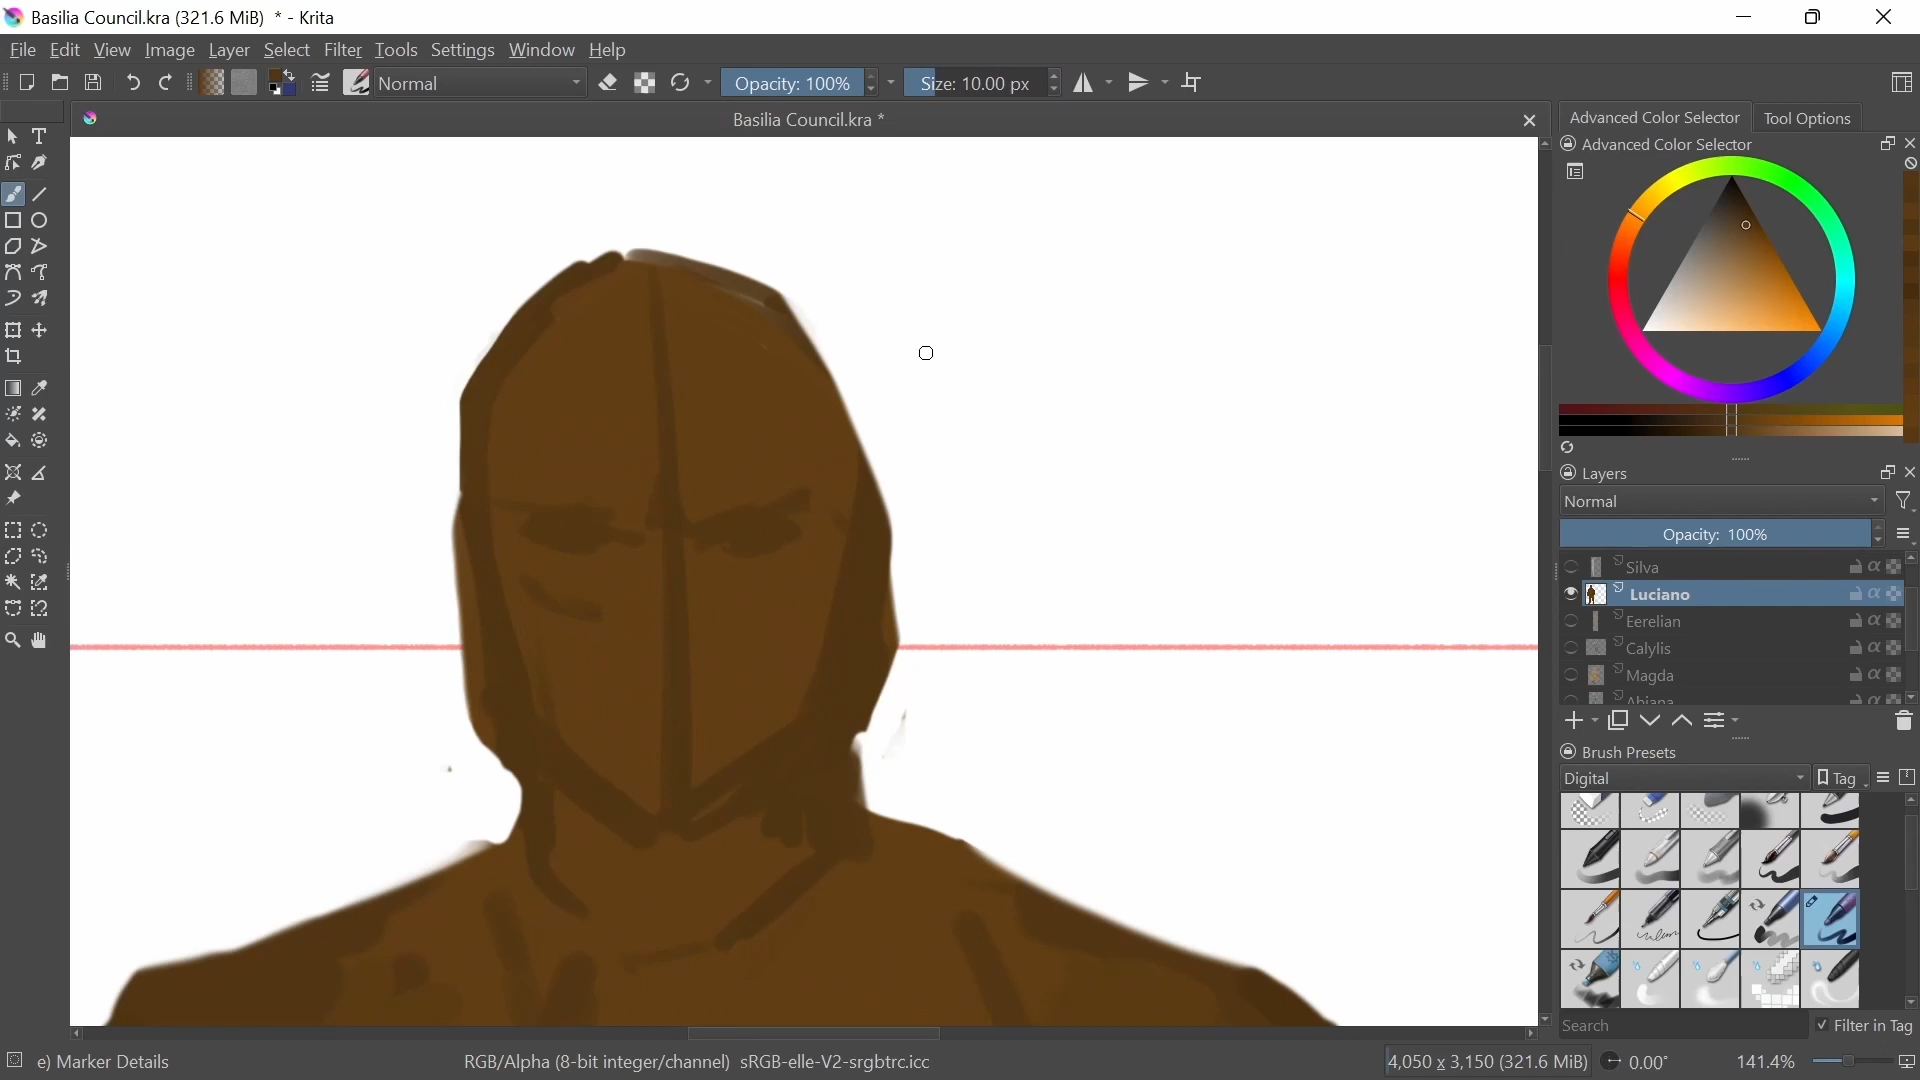 Basilia Council.kra (321.6 MiB) * - Krita
File Edit View Image Layer Select Filter Tools Settings Window Help
Normal
Opacity: 100%
Size: 10.00 px
Basilia Council.kra *
Advanced Color Selector
Tool Options
Advanced Color Selector
Layers
Normal
Opacity: 100%
Silva
Luciano
Eerelian
Calylis
Magda
Abiana
Brush Presets
Digital
Tag
Search
Filter in Tag
e) Marker Details
RGB/Alpha (8-bit integer/channel) sRGB-elle-V2-srgbtrc.icc
4,050 x 3,150 (321.6 MiB)
0.00°
141.4%